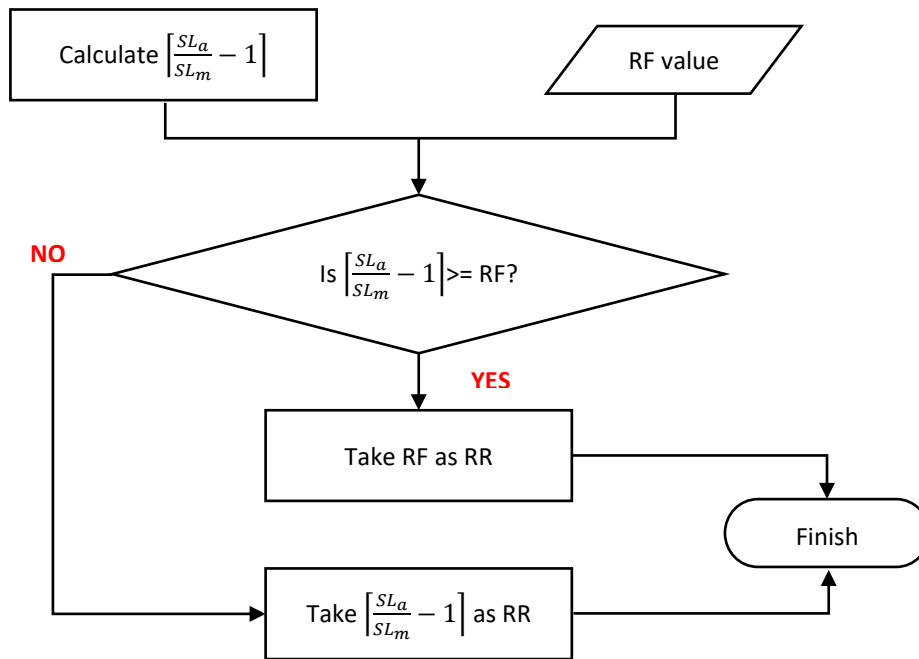 Calculate ⌈SLₐ/SLₘ − 1⌉
RF value
NO
Is ⌈SLₐ/SLₘ − 1⌉>= RF?
YES
Take RF as RR
Finish
Take ⌈SLₐ/SLₘ − 1⌉ as RR